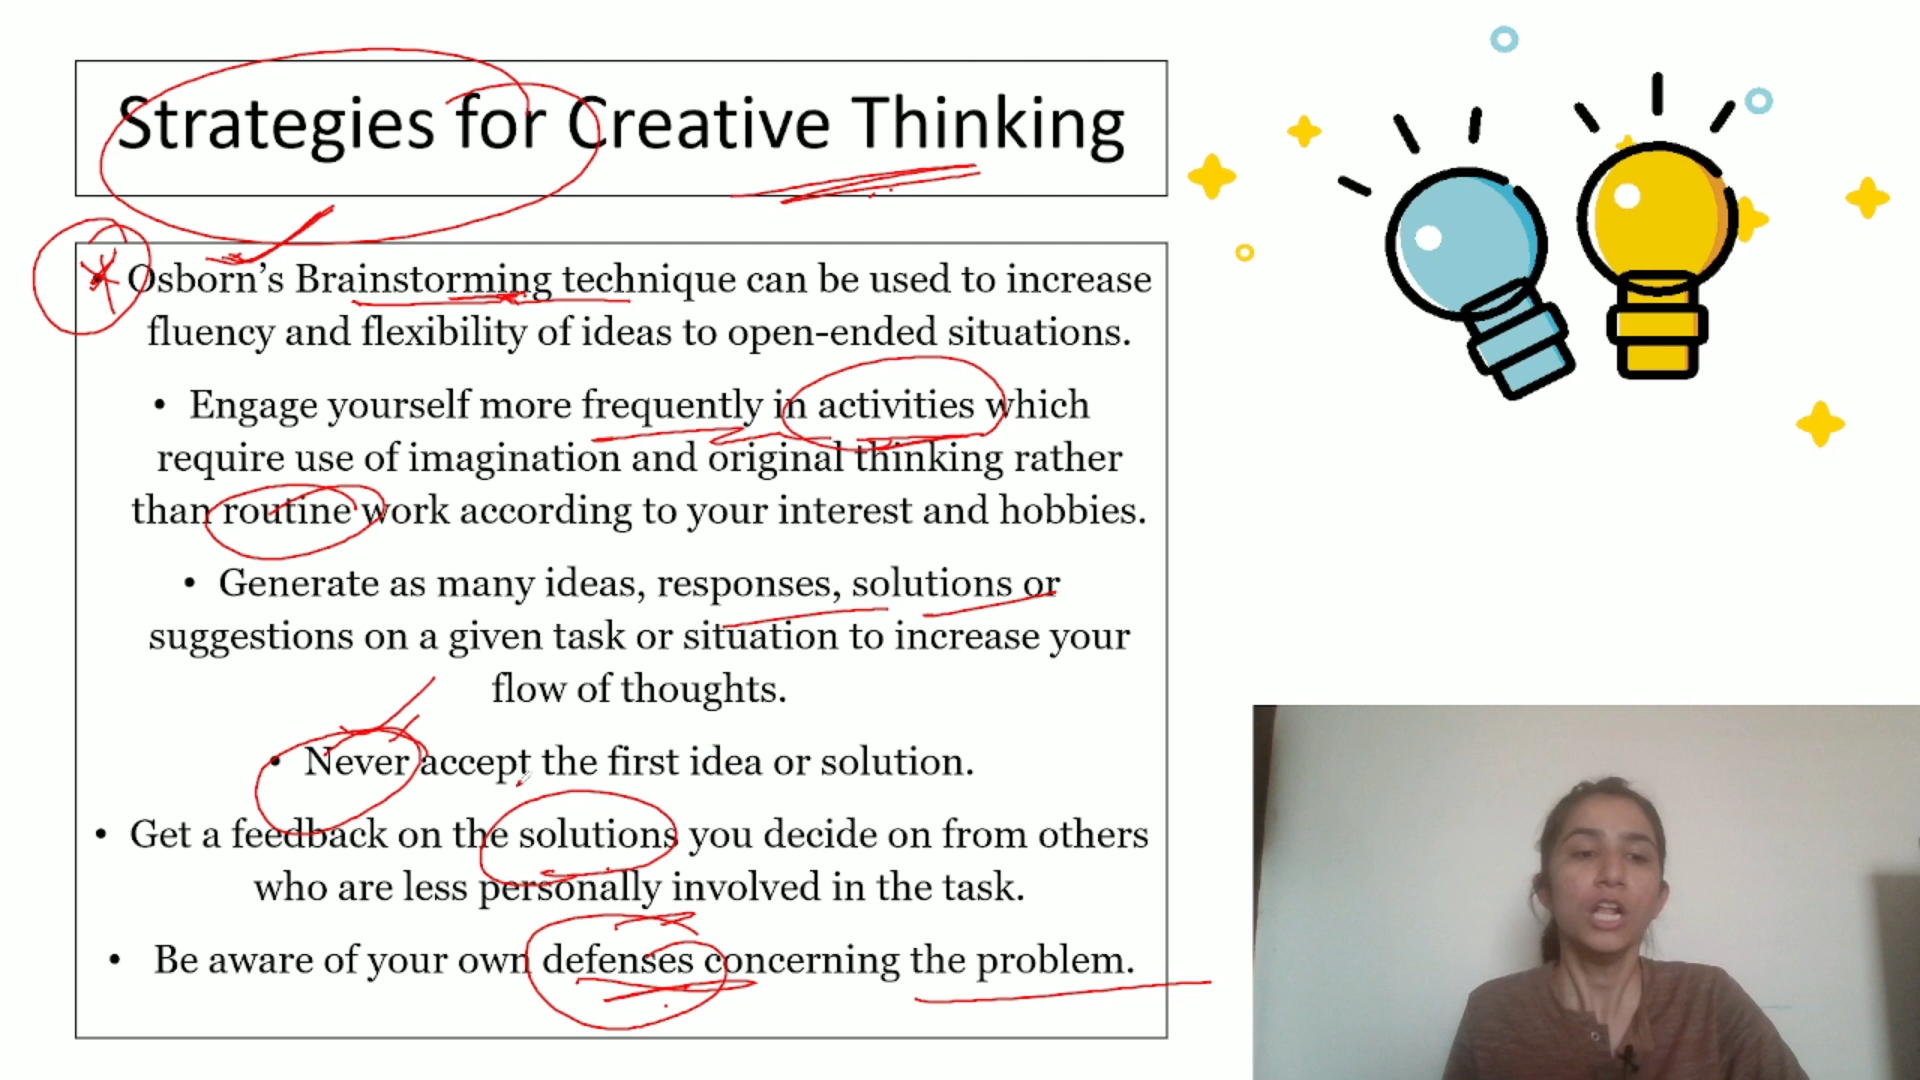 Strategies for Creative Thinking
• Osborn’s Brainstorming technique can be used to increase
fluency and flexibility of ideas to open-ended situations.
• Engage yourself more frequently in activities which
require use of imagination and original thinking rather
than routine work according to your interest and hobbies.
• Generate as many ideas, responses, solutions or
suggestions on a given task or situation to increase your
flow of thoughts.
• Never accept the first idea or solution.
• Get a feedback on the solutions you decide on from others
who are less personally involved in the task.
• Be aware of your own defenses concerning the problem.